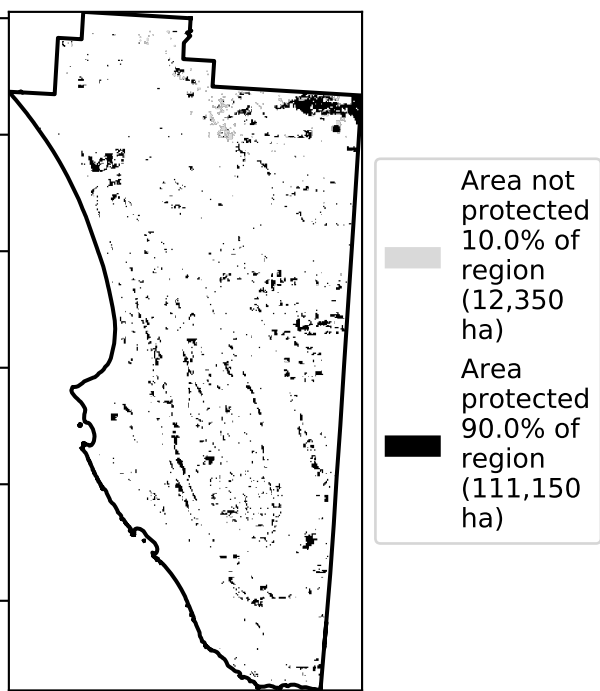 Area not
protected
10.0% of
region
(12,350
ha)
Area
protected
90.0% of
region
(111,150
ha)